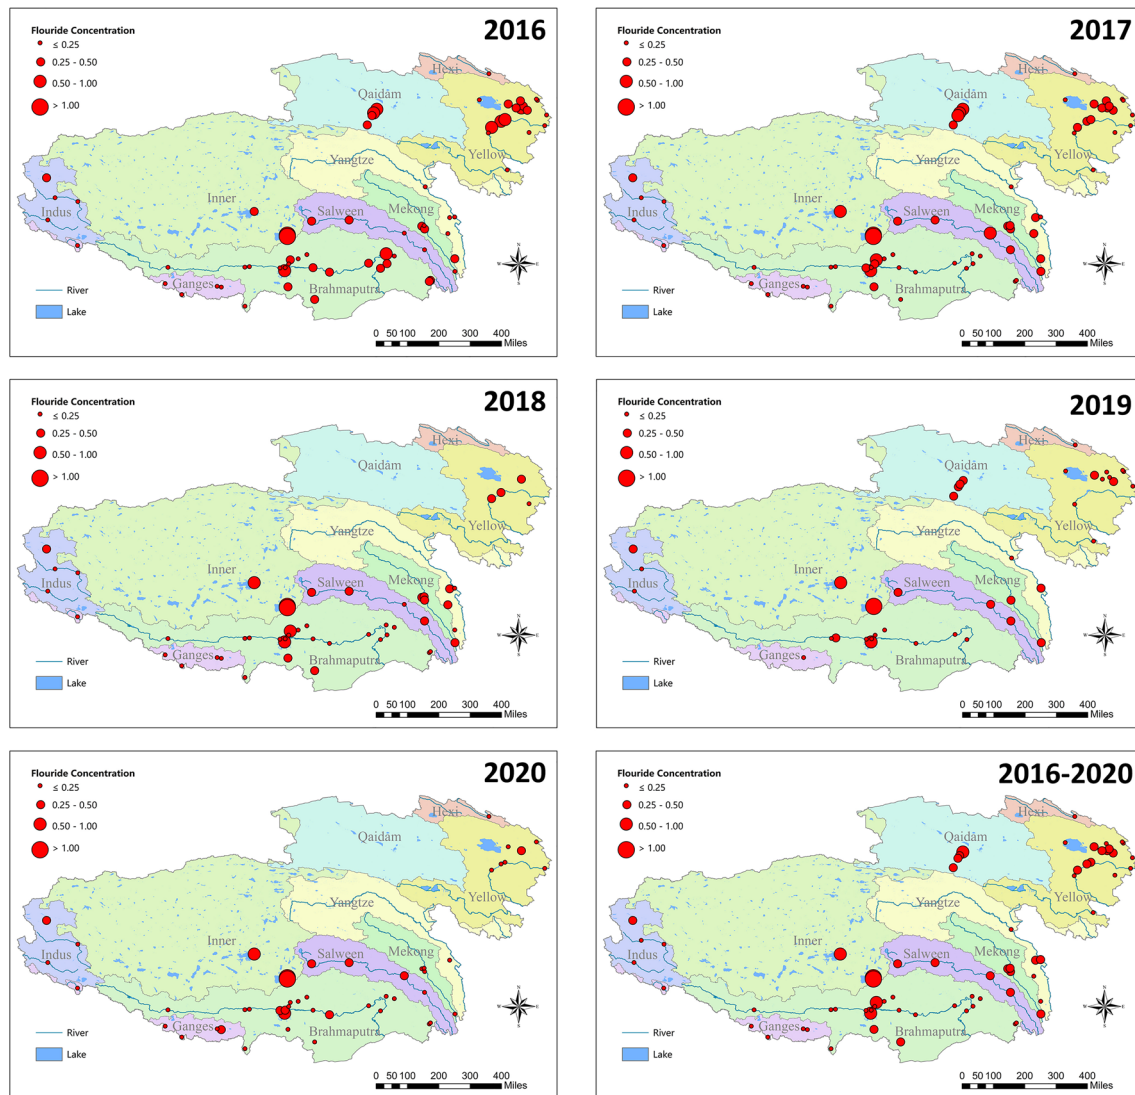 2016
Flouride Concentration
≤ 0.25
0.25 - 0.50
0.50 - 1.00
> 1.00
Hexi
Qaidām
Yangtze
Yellow
Inner
Salween
Mekong
Indus
Ganges
Brahmaputra
W N E S
River
Lake
0 50 100 200 300 400
Miles
2017
Flouride Concentration
≤ 0.25
0.25 - 0.50
0.50 - 1.00
> 1.00
Hexi
Qaidām
Yangtze
Yellow
Inner
Salween
Mekong
Indus
Ganges
Brahmaputra
W N E S
River
Lake
0 50 100 200 300 400
Miles
2018
Flouride Concentration
≤ 0.25
0.25 - 0.50
0.50 - 1.00
> 1.00
Hexi
Qaidām
Yangtze
Yellow
Inner
Salween
Mekong
Indus
Ganges
Brahmaputra
W N E S
River
Lake
0 50 100 200 300 400
Miles
2019
Flouride Concentration
≤ 0.25
0.25 - 0.50
0.50 - 1.00
> 1.00
Hexi
Qaidām
Yangtze
Yellow
Inner
Salween
Mekong
Indus
Ganges
Brahmaputra
W N E S
River
Lake
0 50 100 200 300 400
Miles
2020
Flouride Concentration
≤ 0.25
0.25 - 0.50
0.50 - 1.00
> 1.00
Hexi
Qaidām
Yangtze
Yellow
Inner
Salween
Mekong
Indus
Ganges
Brahmaputra
W N E S
River
Lake
0 50 100 200 300 400
Miles
2016-2020
Flouride Concentration
≤ 0.25
0.25 - 0.50
0.50 - 1.00
> 1.00
Hexi
Qaidām
Yangtze
Yellow
Inner
Salween
Mekong
Indus
Ganges
Brahmaputra
W N E S
River
Lake
0 50 100 200 300 400
Miles